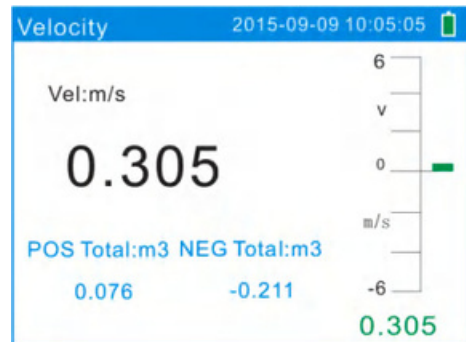 Velocity 2015-09-09 10:05:05
6
Vel:m/s
v
0.305
0
m/s
POS Total:m3 NEG Total:m3
0.076 -0.211
-6
0.305